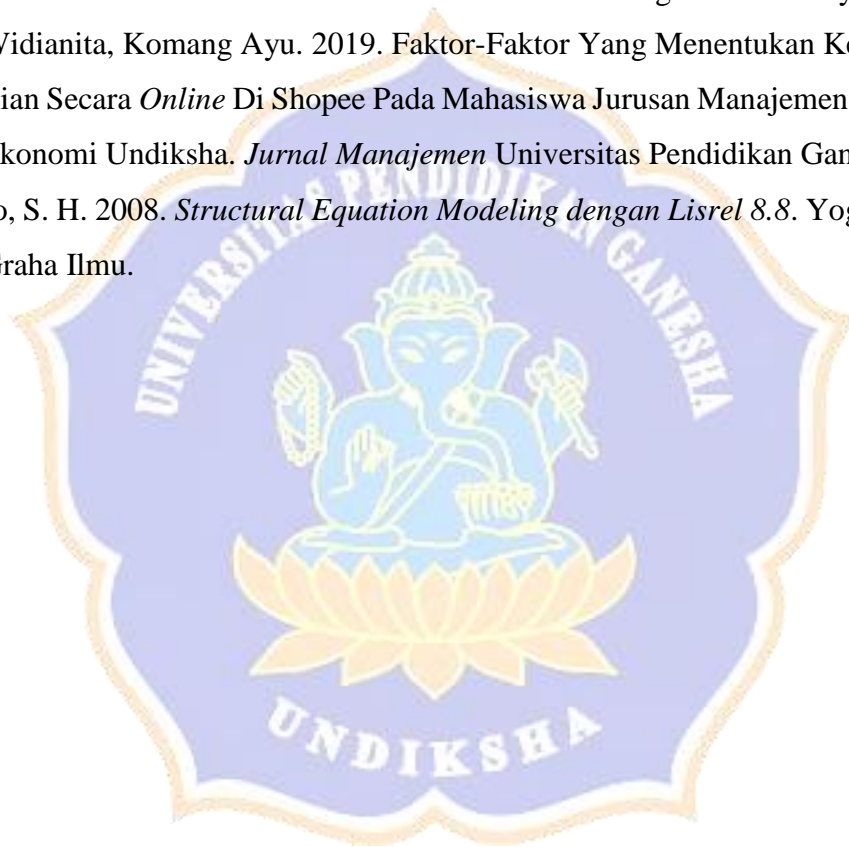 Vidianita, Komang Ayu. 2019. Faktor-Faktor Yang Menentukan Ke
ian Secara Online Di Shopee Pada Mahasiswa Jurusan Manajemen
konomi Undiksha. Jurnal Manajemen Universitas Pendidikan Gan
o, S. H. 2008. Structural Equation Modeling dengan Lisrel 8.8. Yog
Graha Ilmu.
UNIVERSITAS PENDIDIKAN GANESHA
UNDIKSHA